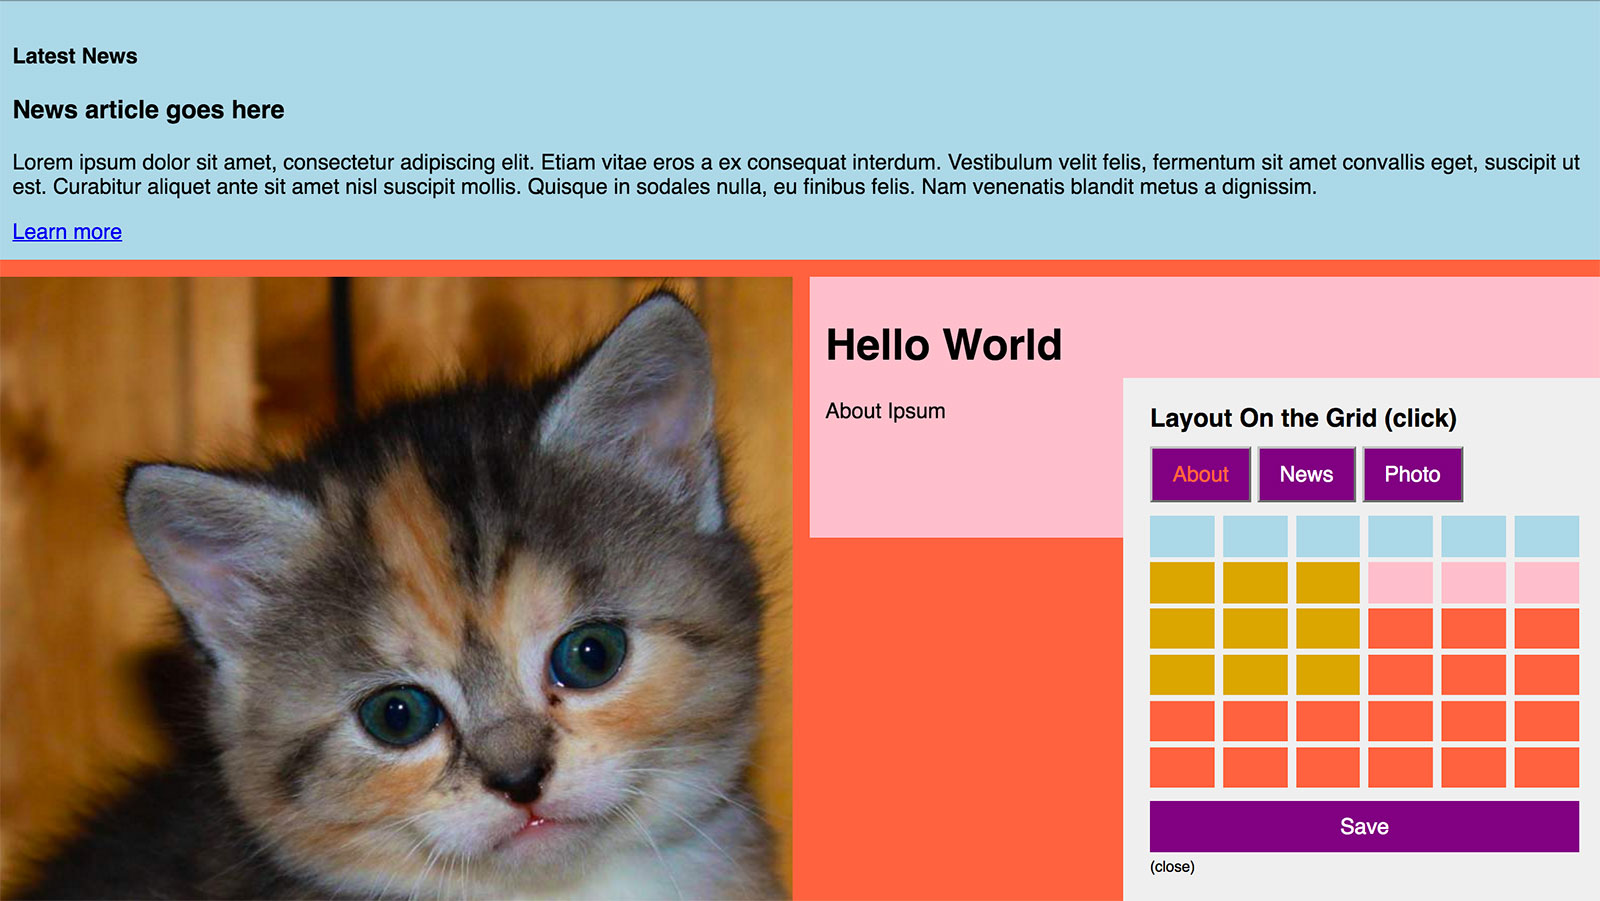 Latest News
News article goes here
Lorem ipsum dolor sit amet, consectetur adipiscing elit. Etiam vitae eros a ex consequat interdum. Vestibulum velit felis, fermentum sit amet convallis eget, suscipit ut
est. Curabitur aliquet ante sit amet nisl suscipit mollis. Quisque in sodales nulla, eu finibus felis. Nam venenatis blandit metus a dignissim.
Learn more
Hello World
About Ipsum
Layout On the Grid (click)
About News Photo
Save
(close)